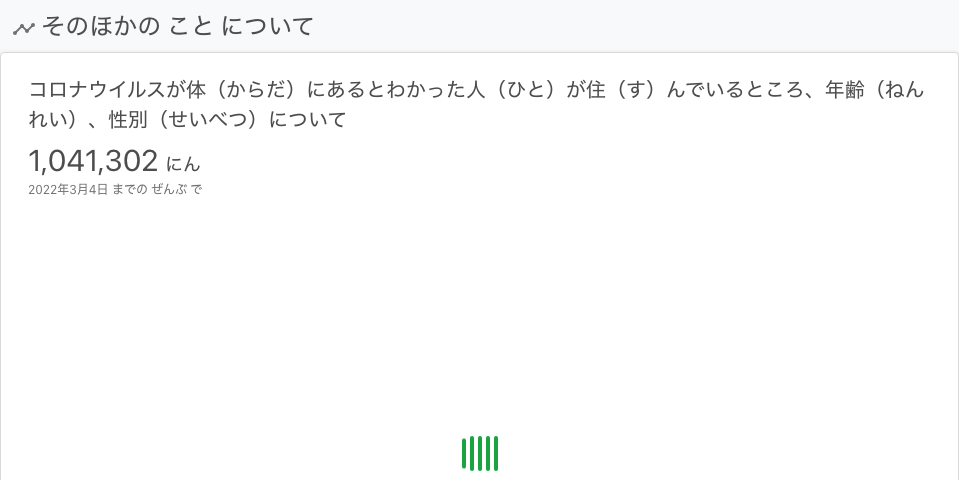 そのほかの こと について
コロナウイルスが体（からだ）にあるとわかった人（ひと）が住（す）んでいるところ、年齢（ねん
れい）、性別（せいべつ）について
1,041,302 にん
2022年3月4日 までの ぜんぶ で